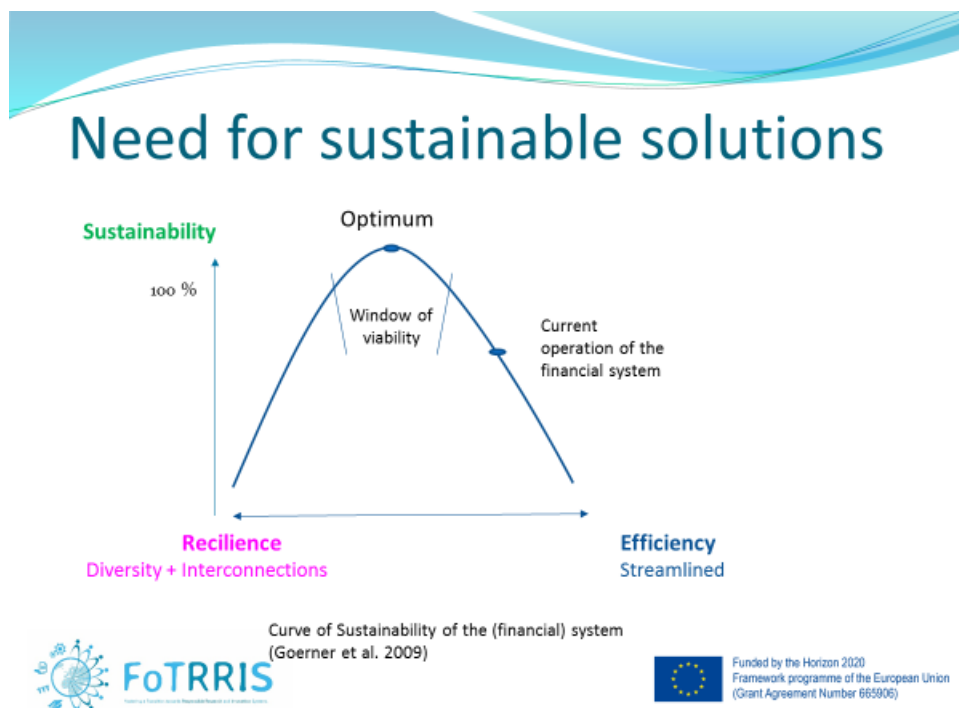 Need for sustainable solutions
Optimum
Sustainability
100 %
Window of
viability
Current
operation of the
financial system
Recilience
Diversity + Interconnections
Efficiency
Streamlined
Curve of Sustainability of the (financial) system
(Goerner et al. 2009)
FoTRRIS
Funded by the Horizon 2020
Framework programme of the European Union
(Grant Agreement Number 665906)